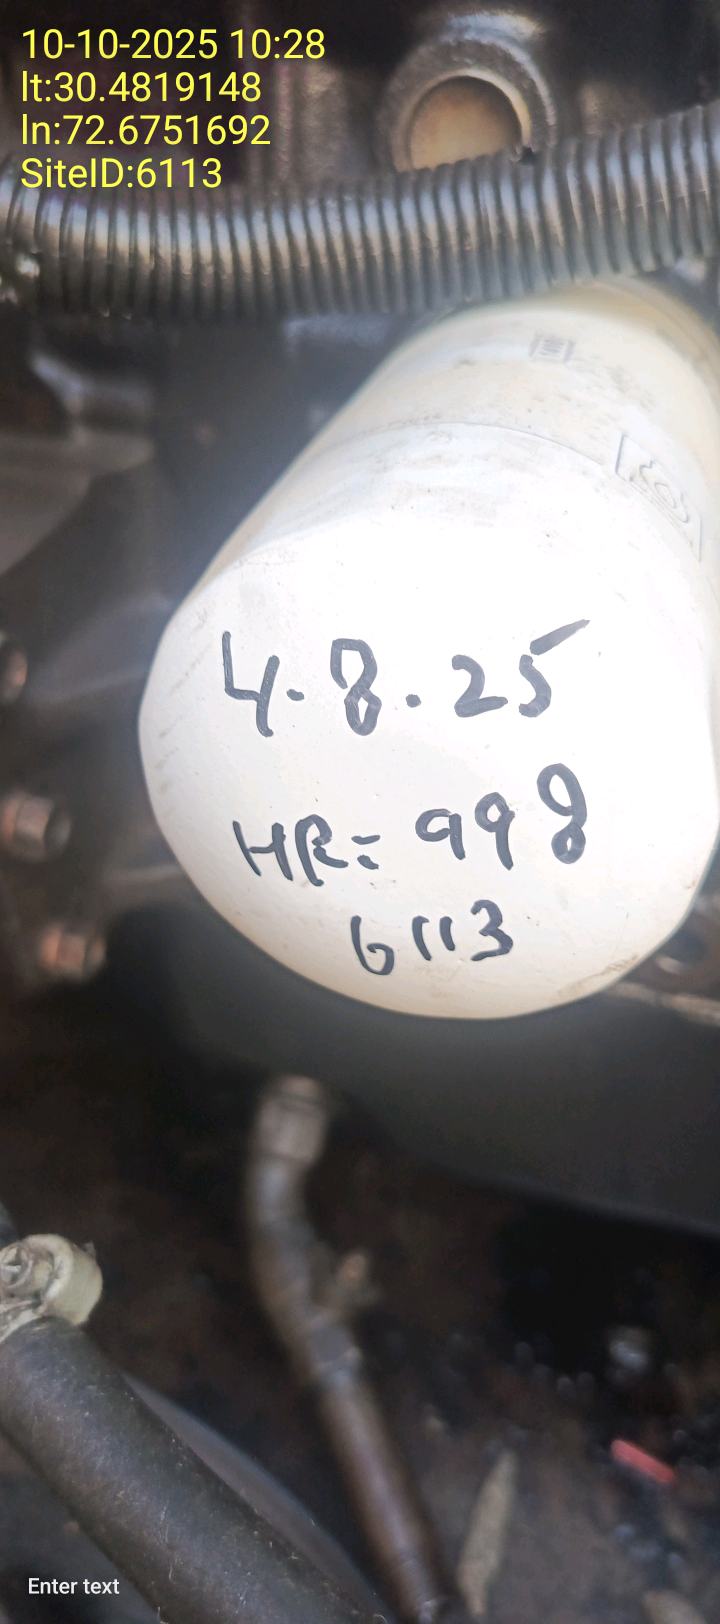 10-10-2025 10:28
lt:30.4819148
ln:72.6751692
SiteID:6113
4.8.25
HR:- 998
6113
Enter text